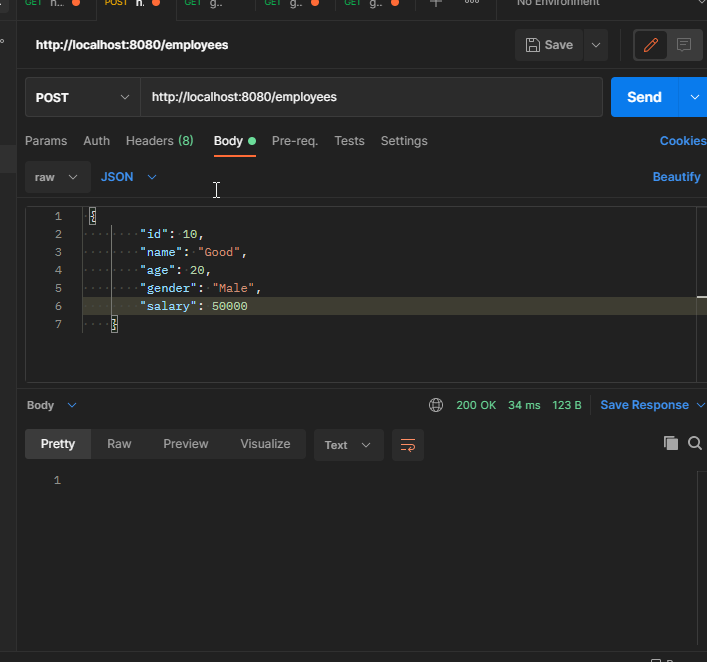 GET h.. POST h. GET g.. GET g.. GET g.. + No Environment
http://localhost:8080/employees Save
POST http://localhost:8080/employees Send
Params Auth Headers (8) Body Pre-req. Tests Settings Cookies
raw JSON Beautify
1 {
2 "id": 10,
3 "name": "Good",
4 "age": 20,
5 "gender": "Male",
6 "salary": 50000
7 }
Body 200 OK 34 ms 123 B Save Response
Pretty Raw Preview Visualize Text
1